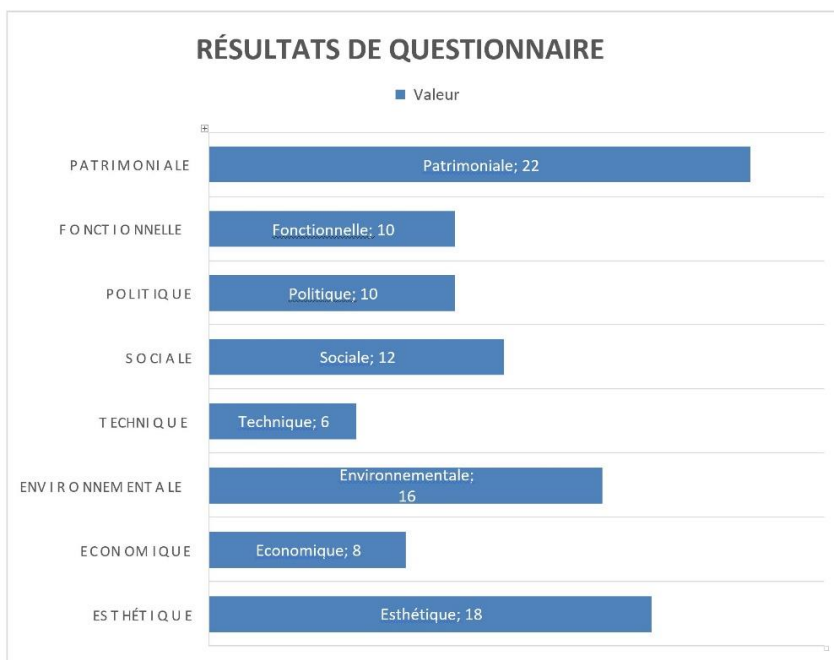 RÉSULTATS DE QUESTIONNAIRE
Valeur
PATRIMONIALE
Patrimoniale; 22
FONCTIONNELLE
Fonctionnelle; 10
POLITIQUE
Politique; 10
SOCIALE
Sociale; 12
TECHNIQUE
Technique; 6
ENVIRONNEMENTALE
Environnementale;
16
ECONOMIQUE
Economique; 8
ESTHÉTIQUE
Esthétique; 18